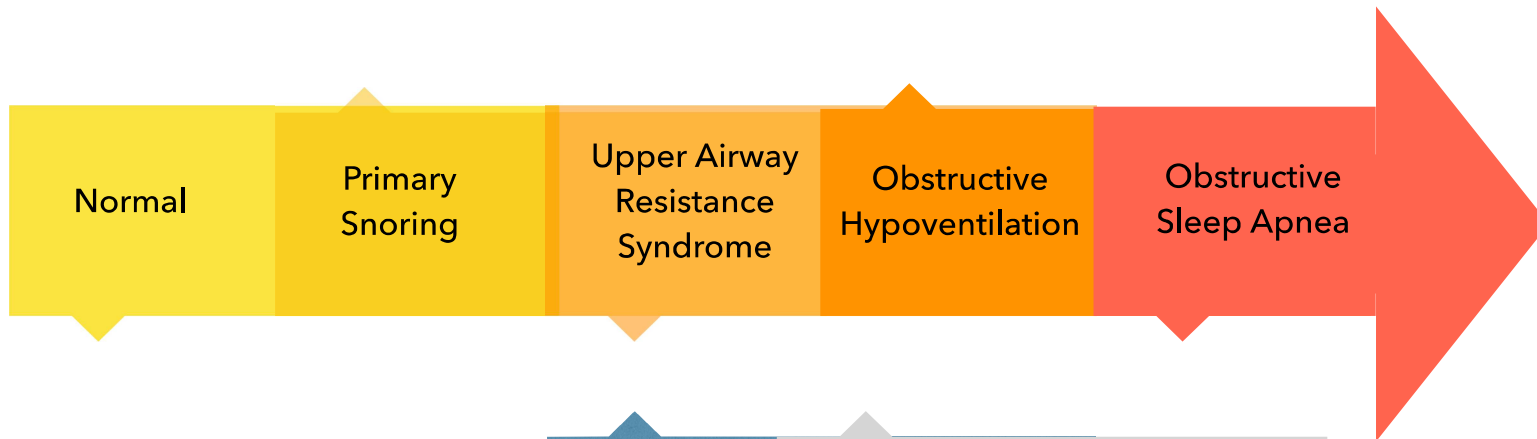 Normal
Primary
Snoring
Upper Airway
Resistance
Syndrome
Obstructive
Hypoventilation
Obstructive
Sleep Apnea